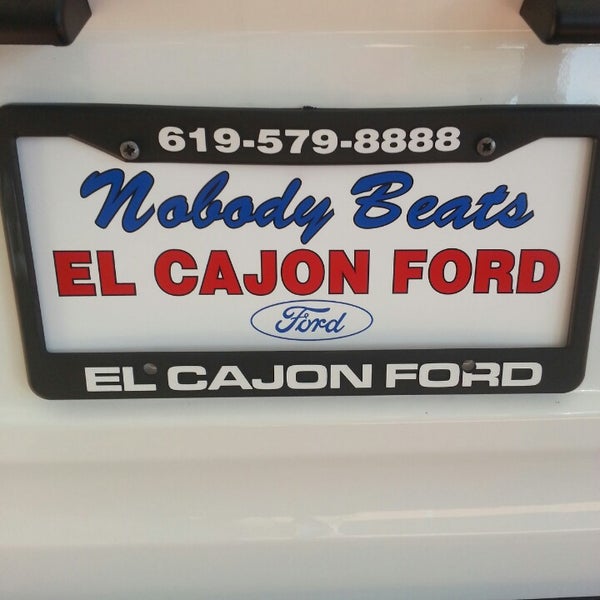 619-579-8888
Nobody Beats
EL CAJON FORD
Ford
EL CAJON FORD